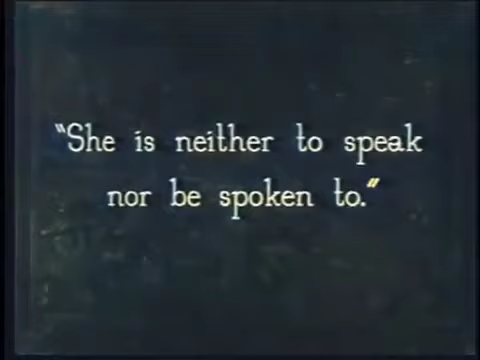 “She is neither to speak
nor be spoken to.”